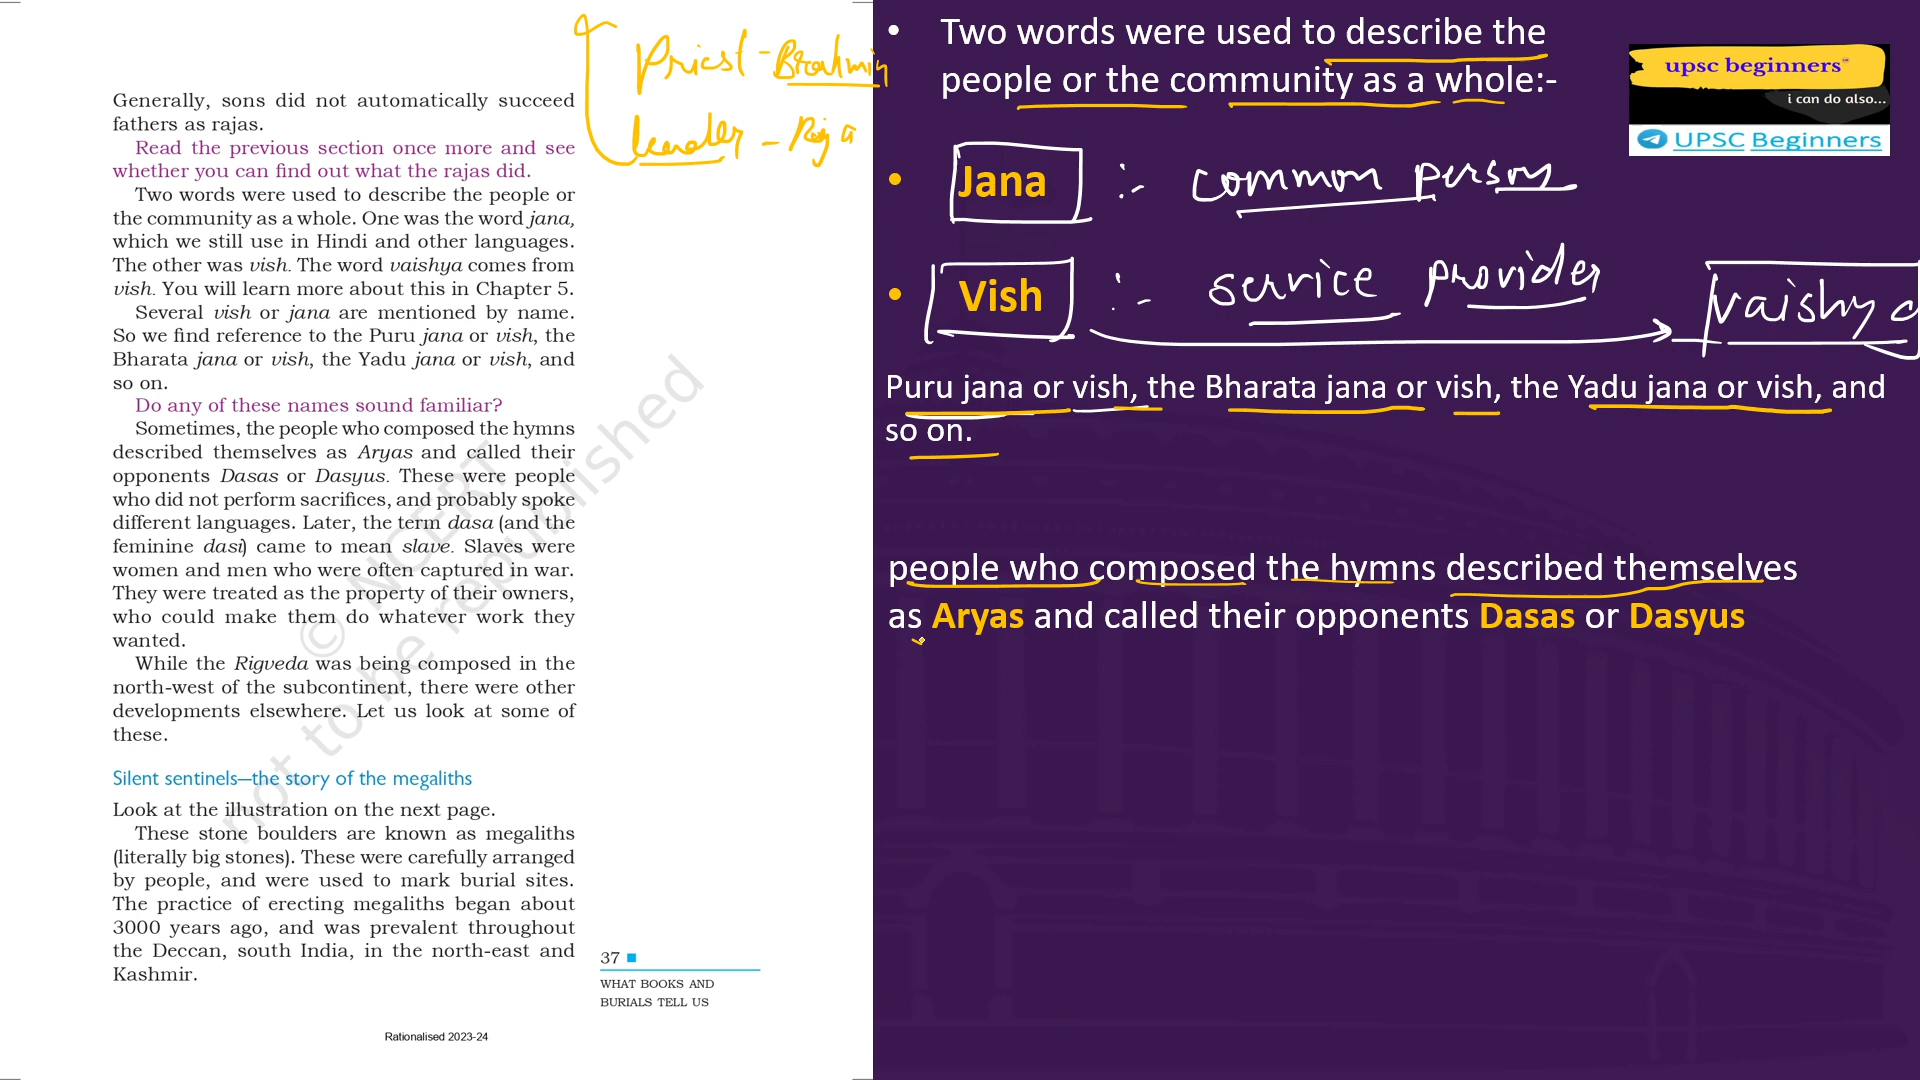 Priest - Brahmin
leader - Raja
Generally, sons did not automatically succeed
fathers as rajas.
Read the previous section once more and see
whether you can find out what the rajas did.
Two words were used to describe the people or
the community as a whole. One was the word jana,
which we still use in Hindi and other languages.
The other was vish. The word vaishya comes from
vish. You will learn more about this in Chapter 5.
Several vish or jana are mentioned by name.
So we find reference to the Puru jana or vish, the
Bharata jana or vish, the Yadu jana or vish, and
so on.
Do any of these names sound familiar?
Sometimes, the people who composed the hymns
described themselves as Aryas and called their
opponents Dasas or Dasyus. These were people
who did not perform sacrifices, and probably spoke
different languages. Later, the term dasa (and the
feminine dasi) came to mean slave. Slaves were
women and men who were often captured in war.
They were treated as the property of their owners,
who could make them do whatever work they
wanted.
While the Rigveda was being composed in the
north-west of the subcontinent, there were other
developments elsewhere. Let us look at some of
these.
Silent sentinels—the story of the megaliths
Look at the illustration on the next page.
These stone boulders are known as megaliths
(literally big stones). These were carefully arranged
by people, and were used to mark burial sites.
The practice of erecting megaliths began about
3000 years ago, and was prevalent throughout
the Deccan, south India, in the north-east and
Kashmir.
37
WHAT BOOKS AND
BURIALS TELL US
Rationalised 2023-24
© NCERT
not to be republished
• Two words were used to describe the
people or the community as a whole:-
• Jana :- common person
• Vish :- service provider vaishya
Puru jana or vish, the Bharata jana or vish, the Yadu jana or vish, and
so on.
people who composed the hymns described themselves
as Aryas and called their opponents Dasas or Dasyus
upsc beginners
i can do also...
UPSC Beginners